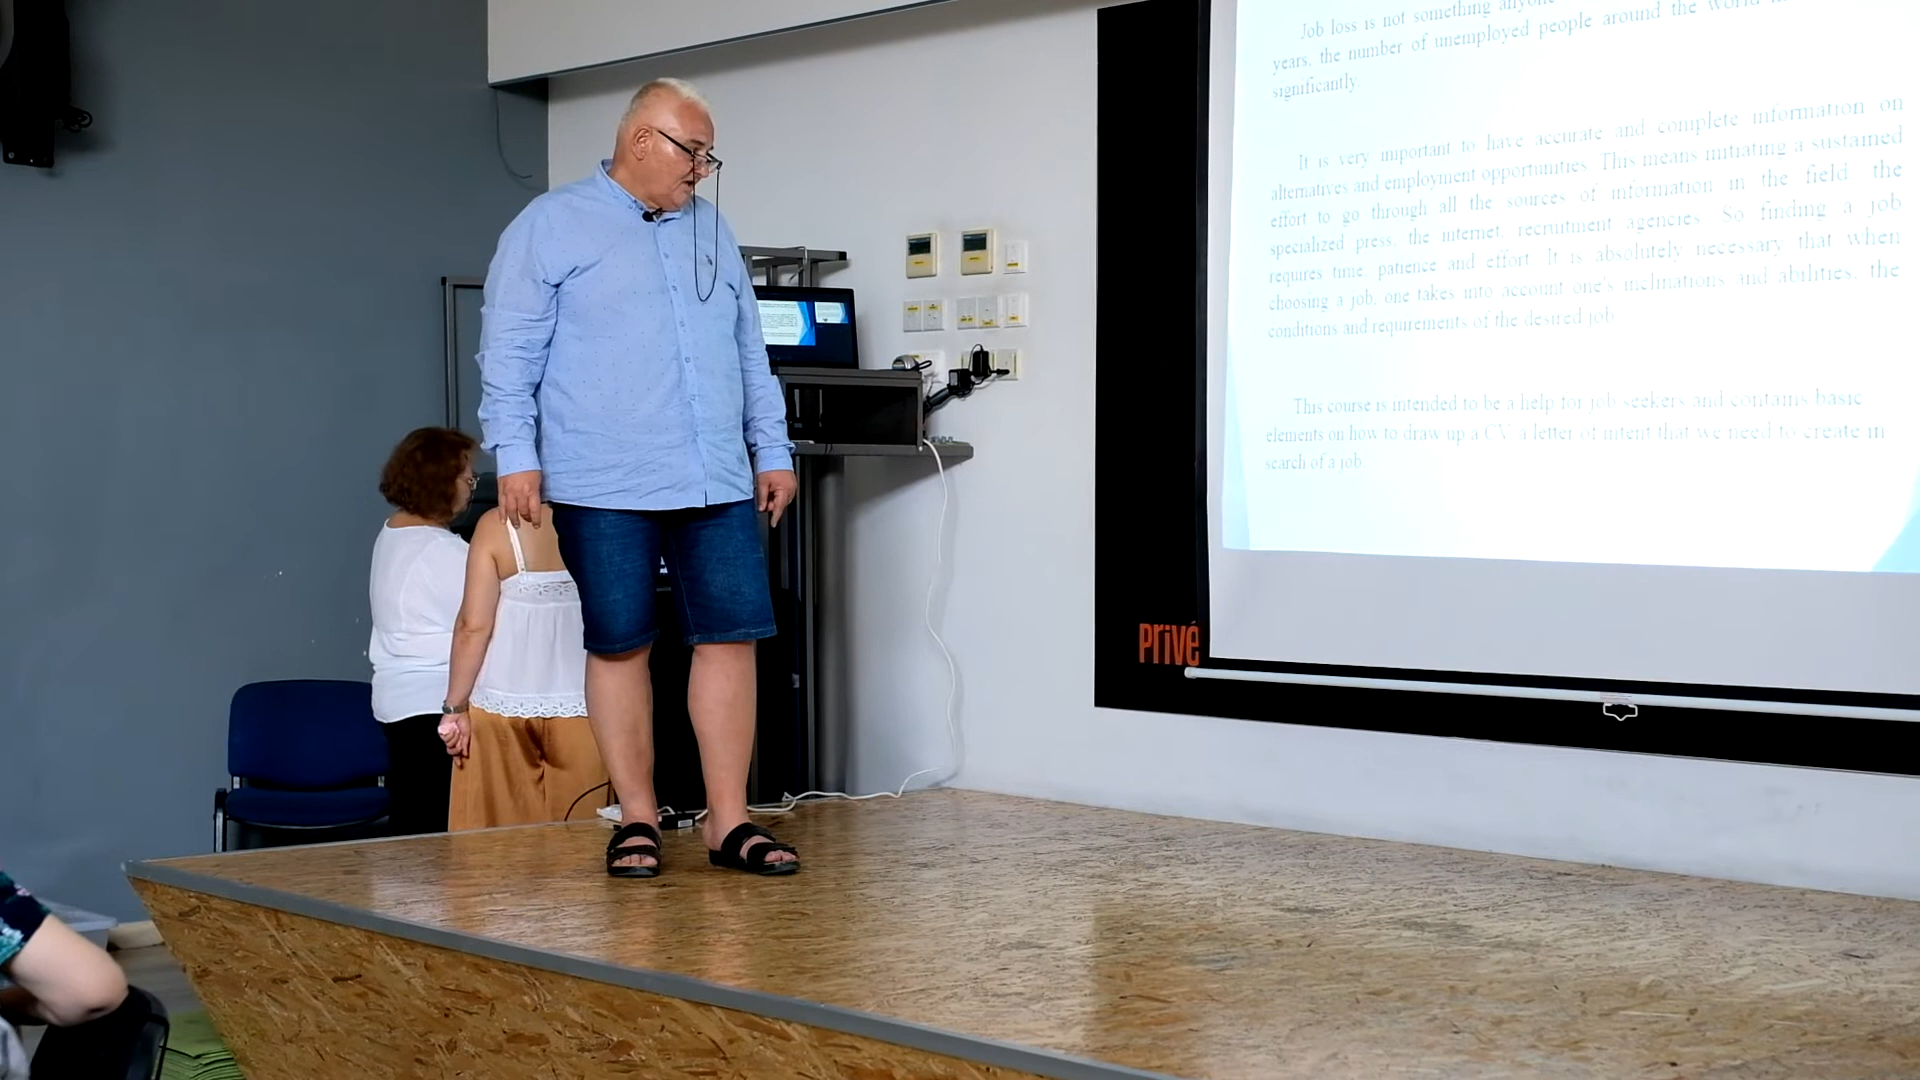 Job loss is not something anyone
years, the number of unemployed people around the world
significantly.
It is very important to have accurate and complete information on
alternatives and employment opportunities. This means initiating a sustained
effort to go through all the sources of information in the field the
specialized press, the internet, recruitment agencies. So finding a job
requires time, patience and effort. It is absolutely necessary that when
choosing a job, one takes into account one's inclinations and abilities, the
conditions and requirements of the desired job.
This course is intended to be a help for job seekers and contains basic
elements on how to draw up a CV, a letter of intent that we need to create in
search of a job.
privé